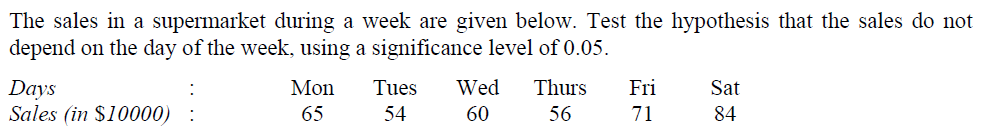 The sales in a supermarket during a week are given below. Test the hypothesis that the sales do not
depend on the day of the week, using a significance level of 0.05.
Days : Mon Tues Wed Thurs Fri Sat
Sales (in $10000) : 65 54 60 56 71 84